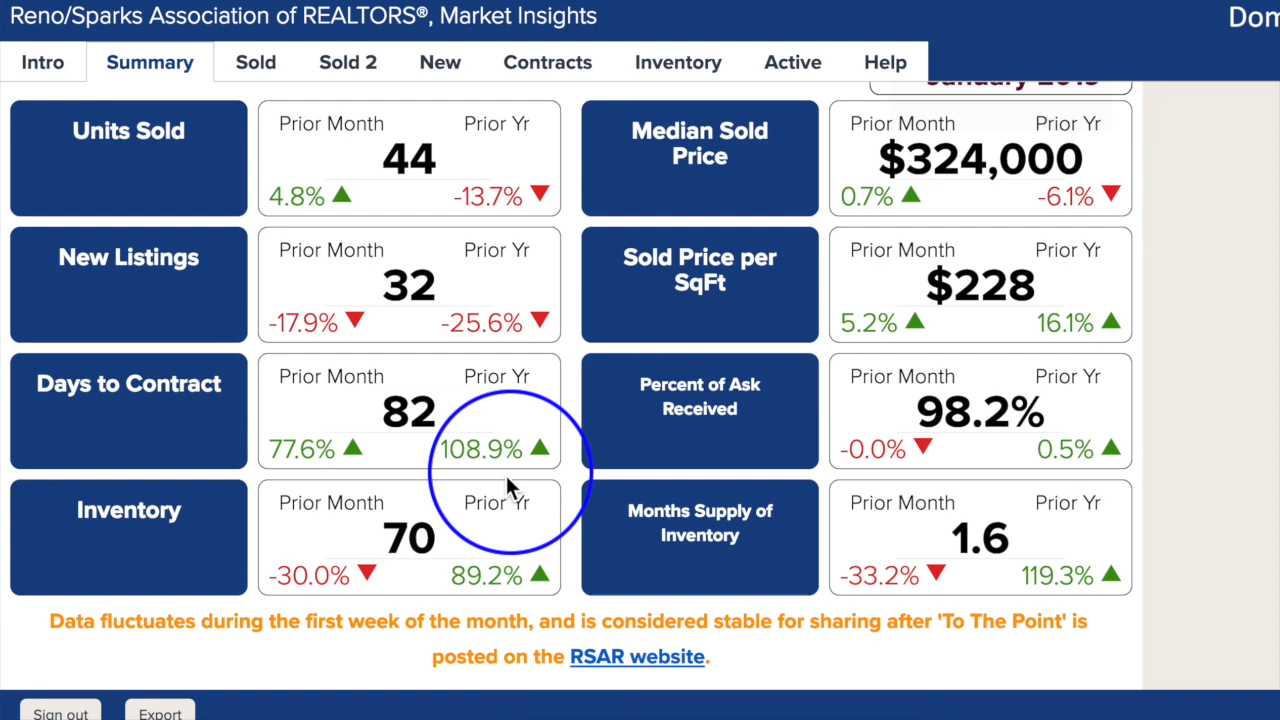 Reno/Sparks Association of REALTORS®, Market Insights
Intro Summary Sold Sold 2 New Contracts Inventory Active Help
Units Sold
Prior Month Prior Yr
44
4.8% ▲ -13.7% ▼
Median Sold
Price
Prior Month Prior Yr
$324,000
0.7% ▲ -6.1% ▼
New Listings
Prior Month Prior Yr
32
-17.9% ▼ -25.6% ▼
Sold Price per
SqFt
Prior Month Prior Yr
$228
5.2% ▲ 16.1% ▲
Days to Contract
Prior Month Prior Yr
82
77.6% ▲ 108.9% ▲
Percent of Ask
Received
Prior Month Prior Yr
98.2%
-0.0% ▼ 0.5% ▲
Inventory
Prior Month Prior Yr
70
-30.0% ▼ 89.2% ▲
Months Supply of
Inventory
Prior Month Prior Yr
1.6
-33.2% ▼ 119.3% ▲
Data fluctuates during the first week of the month, and is considered stable for sharing after 'To The Point' is
posted on the RSAR website.
Sign out Export